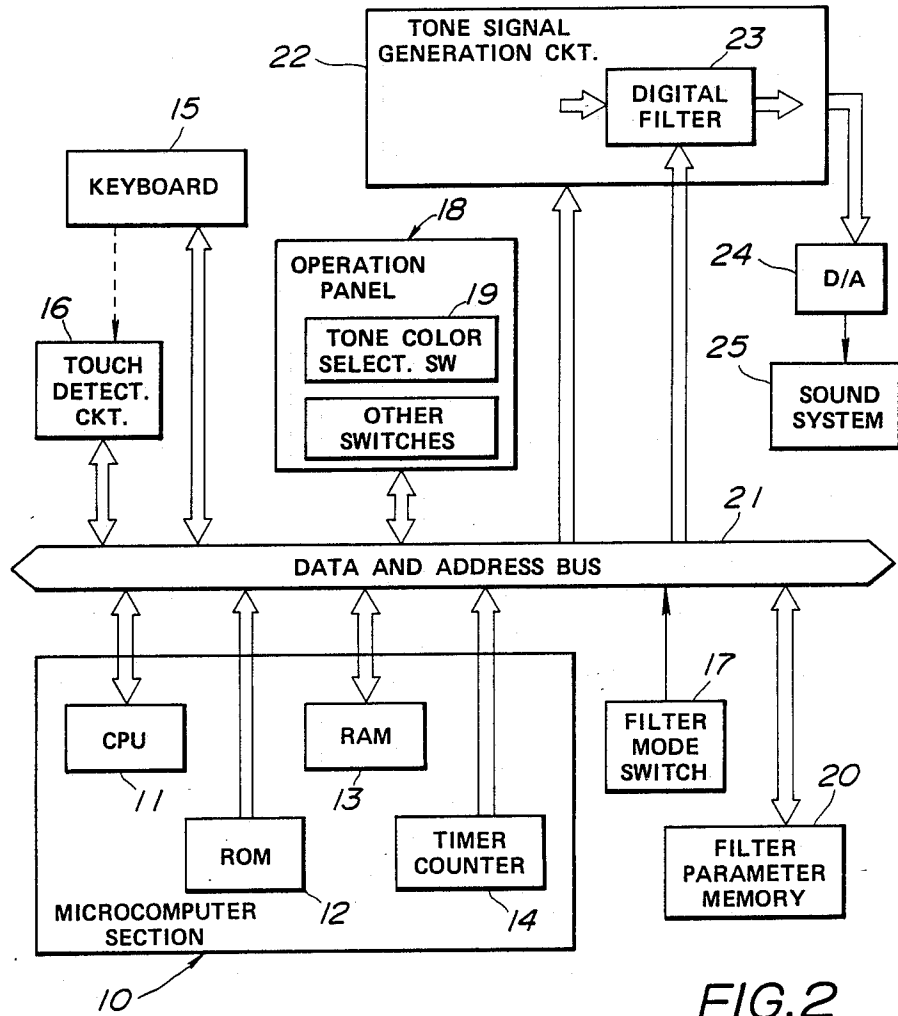 TONE SIGNAL
GENERATION CKT.
22
23
DIGITAL
FILTER
15
KEYBOARD
18
OPERATION
PANEL
19
TONE COLOR
SELECT. SW
OTHER
SWITCHES
24
D/A
16
TOUCH
DETECT.
CKT.
25
SOUND
SYSTEM
21
DATA AND ADDRESS BUS
CPU
11
RAM
13
17
FILTER
MODE
SWITCH
ROM
12
TIMER
COUNTER
14
20
FILTER
PARAMETER
MEMORY
MICROCOMPUTER
SECTION
10
FIG.2